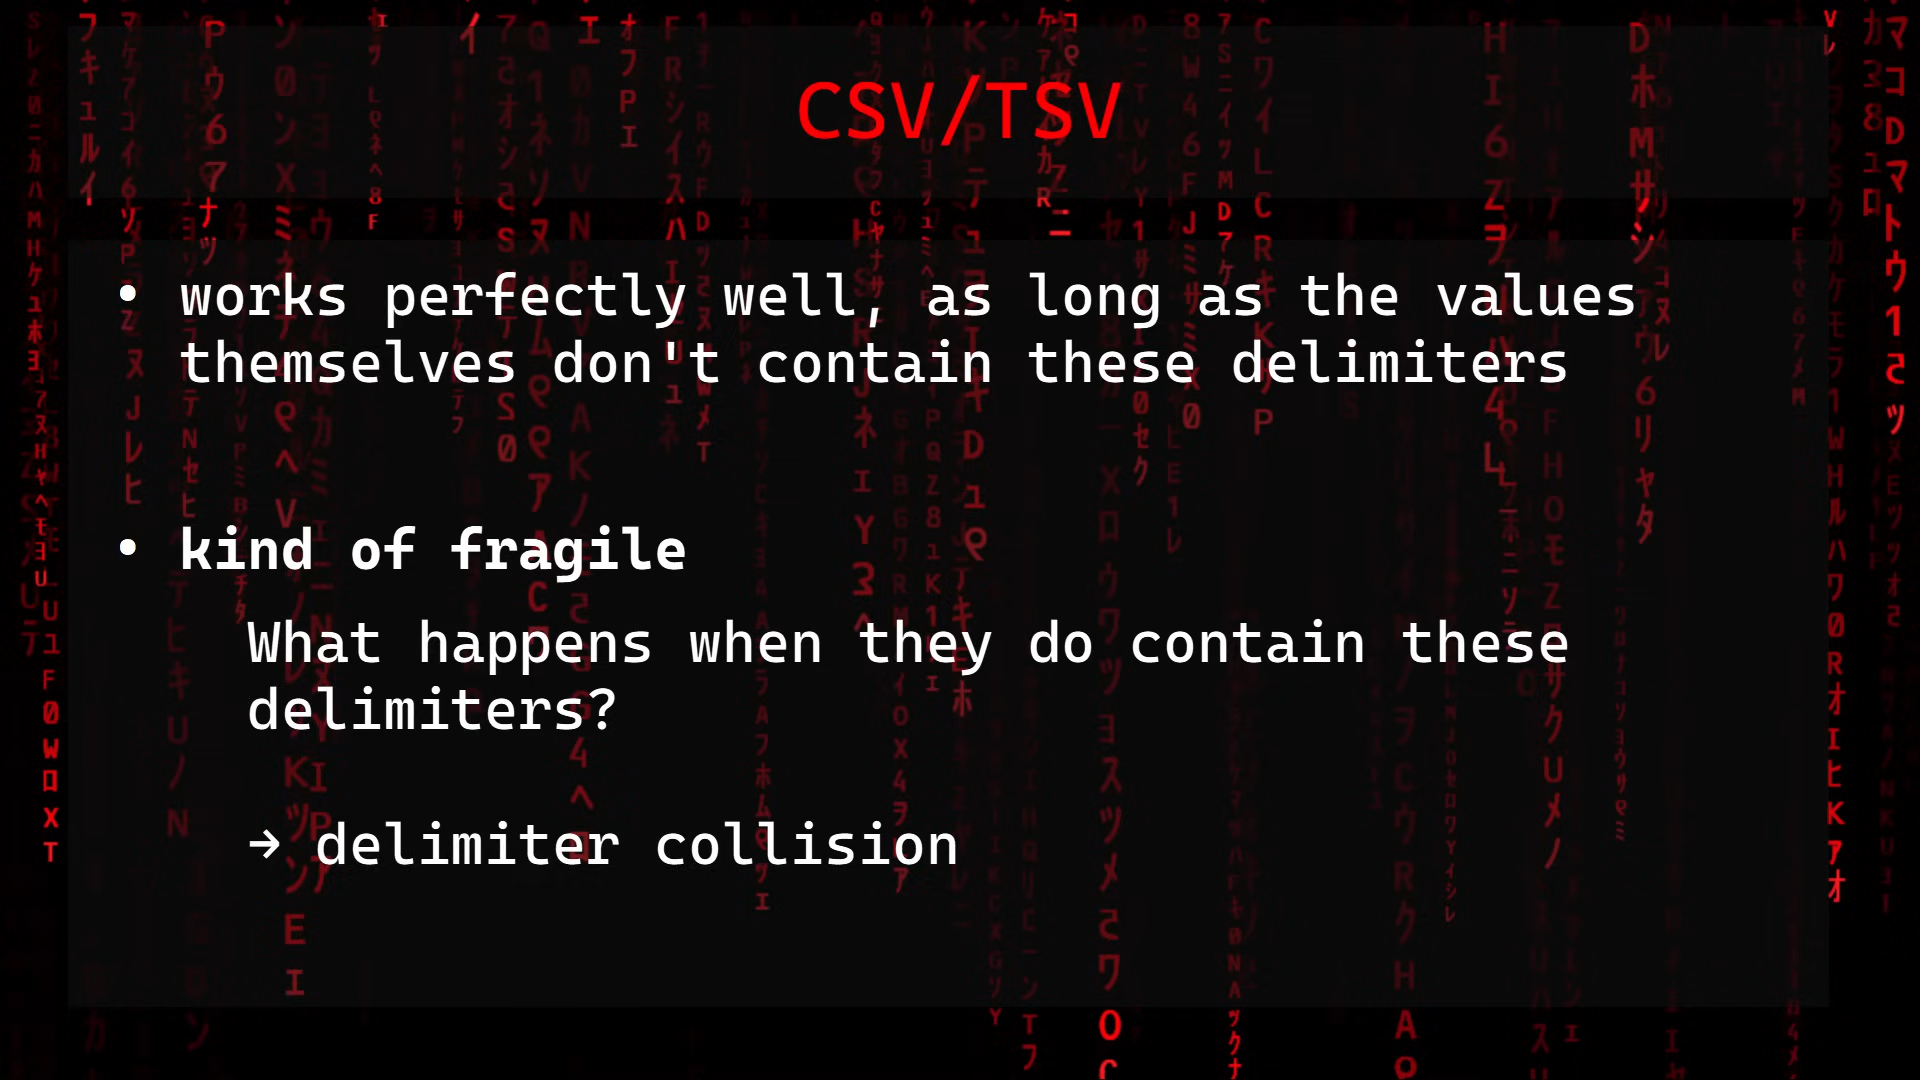 CSV/TSV
• works perfectly well, as long as the values
themselves don't contain these delimiters
• kind of fragile
What happens when they do contain these
delimiters?
→ delimiter collision